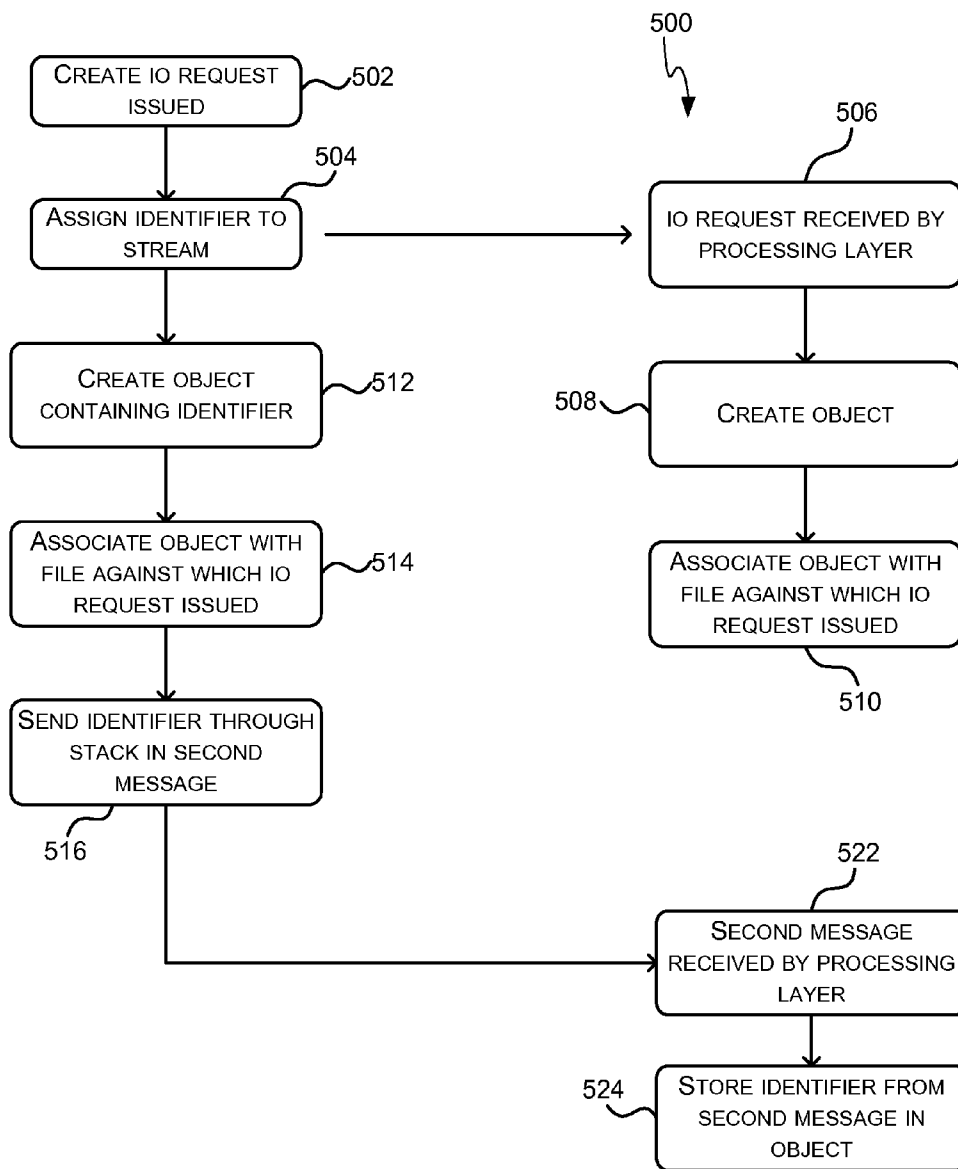 500
CREATE IO REQUEST
ISSUED
502
504
ASSIGN IDENTIFIER TO
STREAM
506
IO REQUEST RECEIVED BY
PROCESSING LAYER
CREATE OBJECT
CONTAINING IDENTIFIER
512
508
CREATE OBJECT
ASSOCIATE OBJECT WITH
FILE AGAINST WHICH IO
REQUEST ISSUED
514
ASSOCIATE OBJECT WITH
FILE AGAINST WHICH IO
REQUEST ISSUED
510
SEND IDENTIFIER THROUGH
STACK IN SECOND
MESSAGE
516
522
SECOND MESSAGE
RECEIVED BY PROCESSING
LAYER
524
STORE IDENTIFIER FROM
SECOND MESSAGE IN
OBJECT